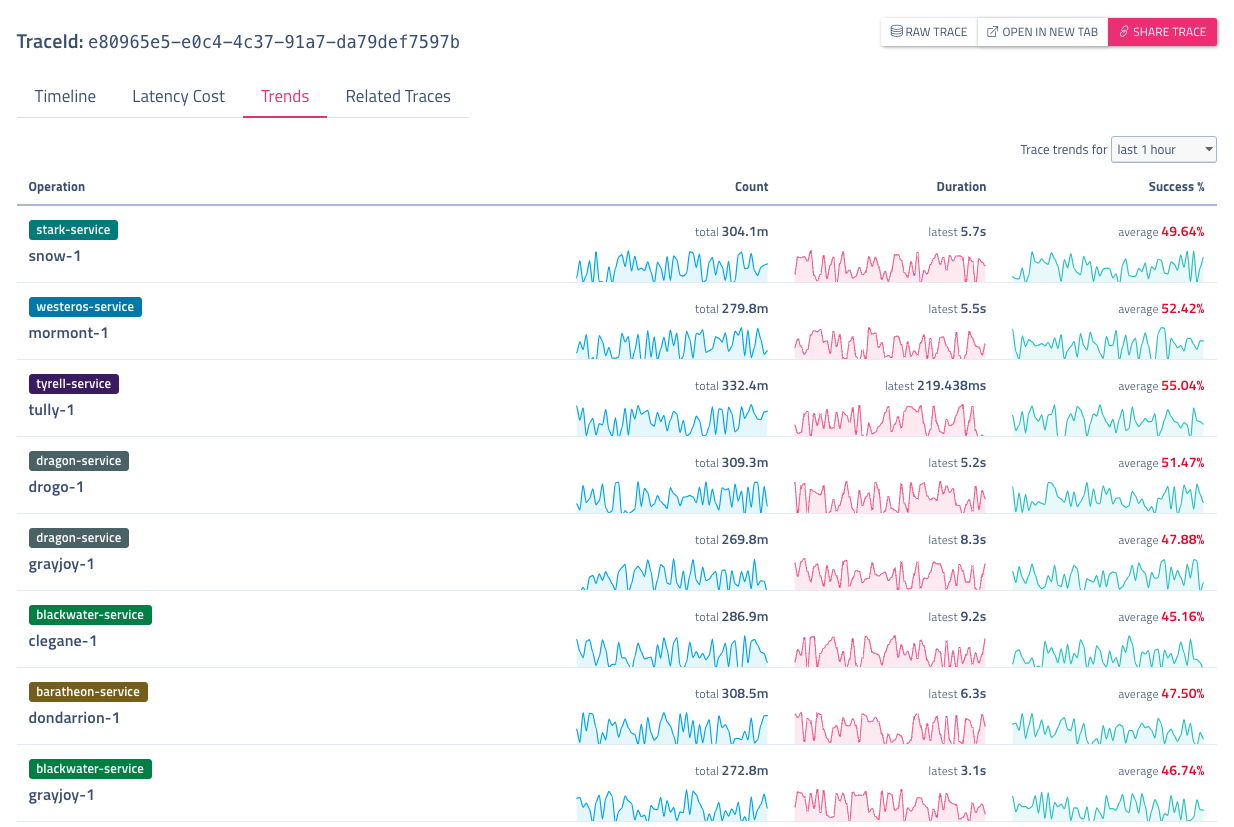 TraceId: e80965e5-e0c4-4c37-91a7-da79def7597b
RAW TRACE OPEN IN NEW TAB SHARE TRACE
Timeline Latency Cost Trends Related Traces
Trace trends for last 1 hour
Operation Count Duration Success %
stark-service total 304.1m latest 5.7s average 49.64%
snow-1
westeros-service total 279.8m latest 5.5s average 52.42%
mormont-1
tyrell-service total 332.4m latest 219.438ms average 55.04%
tully-1
dragon-service total 309.3m latest 5.2s average 51.47%
drogo-1
dragon-service total 269.8m latest 8.3s average 47.88%
grayjoy-1
blackwater-service total 286.9m latest 9.2s average 45.16%
clegane-1
baratheon-service total 308.5m latest 6.3s average 47.50%
dondarrion-1
blackwater-service total 272.8m latest 3.1s average 46.74%
grayjoy-1